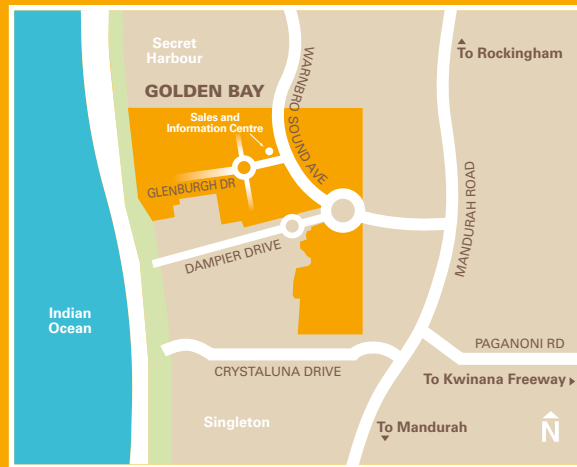 Secret
Harbour
To Rockingham
GOLDEN BAY
WARNBRO SOUND AVE
Sales and
Information Centre
GLENBURGH DR
MANDURAH ROAD
DAMPIER DRIVE
Indian
Ocean
PAGANONI RD
CRYSTALUNA DRIVE
To Kwinana Freeway
Singleton
To Mandurah
N